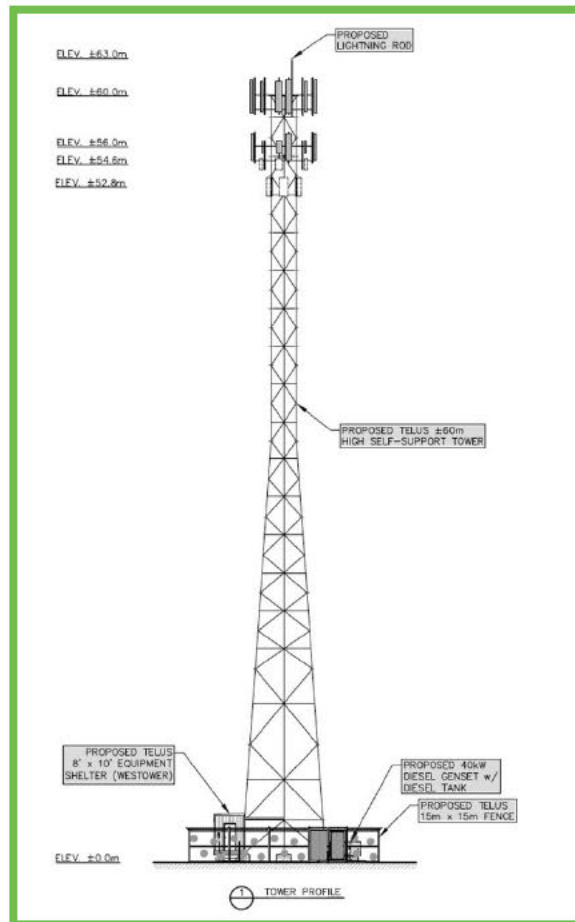 PROPOSED
LIGHTNING ROD
ELEV. ±63.0m
ELEV. ±60.0m
ELEV. ±56.0m
ELEV. ±54.6m
ELEV. ±52.8m
PROPOSED TELUS ±60m
HIGH SELF-SUPPORT TOWER
PROPOSED TELUS
8' x 10' EQUIPMENT
SHELTER (WESTOWER)
PROPOSED 40kW
DIESEL GENSET w/
DIESEL TANK
PROPOSED TELUS
15m x 15m FENCE
ELEV. ±0.0m
1 TOWER PROFILE